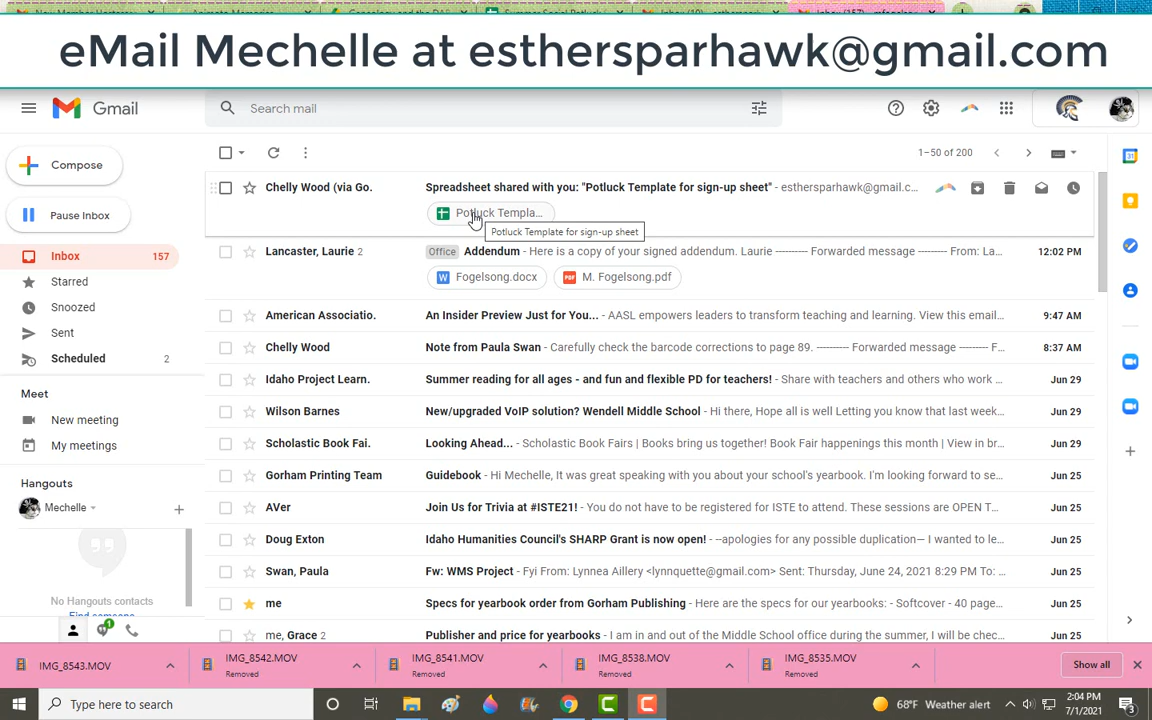 eMail Mechelle at esthersparhawk@gmail.com
Gmail
Search mail
Compose
1–50 of 200
Pause Inbox
Chelly Wood (via Go. Spreadsheet shared with you: "Potluck Template for sign-up sheet" - esthersparhawk@gmail.c...
Potluck Templa...
Potluck Template for sign-up sheet
Inbox 157
Lancaster, Laurie 2 Office Addendum - Here is a copy of your signed addendum. Laurie ---------- Forwarded message ---------- From: La... 12:02 PM
Fogelsong.docx M. Fogelsong.pdf
Starred
Snoozed
American Associatio. An Insider Preview Just for You... - AASL empowers leaders to transform teaching and learning. View this email... 9:47 AM
Sent
Chelly Wood Note from Paula Swan - Carefully check the barcode corrections to page 89. ---------- Forwarded message ---------- F... 8:37 AM
Scheduled 2
Idaho Project Learn. Summer reading for all ages - and fun and flexible PD for teachers! - Share with teachers and others who work ... Jun 29
Meet
Wilson Barnes New/upgraded VoIP solution? Wendell Middle School - Hi there, Hope all is well Letting you know that last week... Jun 29
New meeting
My meetings
Scholastic Book Fai. Looking Ahead... - Scholastic Book Fairs | Books bring us together! Book Fair happenings this month | View in br... Jun 29
Hangouts
Gorham Printing Team Guidebook - Hi Mechelle, It was great speaking with you about your school's yearbook. I'm looking forward to se... Jun 25
Mechelle
AVer Join Us for Trivia at #ISTE21! - You do not have to be registered for ISTE to attend. These sessions are OPEN T... Jun 25
Doug Exton Idaho Humanities Council's SHARP Grant is now open! - --apologies for any possible duplication-- I wanted to le... Jun 25
Swan, Paula Fw: WMS Project - Fyi From: Lynnea Aillery <lynnquette@gmail.com> Sent: Thursday, June 24, 2021 8:37 AM To: ... Jun 25
No Hangouts contacts
Find someone
me Specs for yearbook order from Gorham Publishing - Here are the specs for our yearbooks: - Softcover - 40 page... Jun 25
1
me, Grace 2 Publisher and price for yearbooks - I am in and out of the Middle School office during the summer, I will be chec... Jun 25
IMG_8543.MOV
IMG_8542.MOV
Removed
IMG_8541.MOV
Removed
IMG_8538.MOV
Removed
IMG_8535.MOV
Removed
Show all
Type here to search
68°F Weather alert
2:04 PM
7/1/2021
3